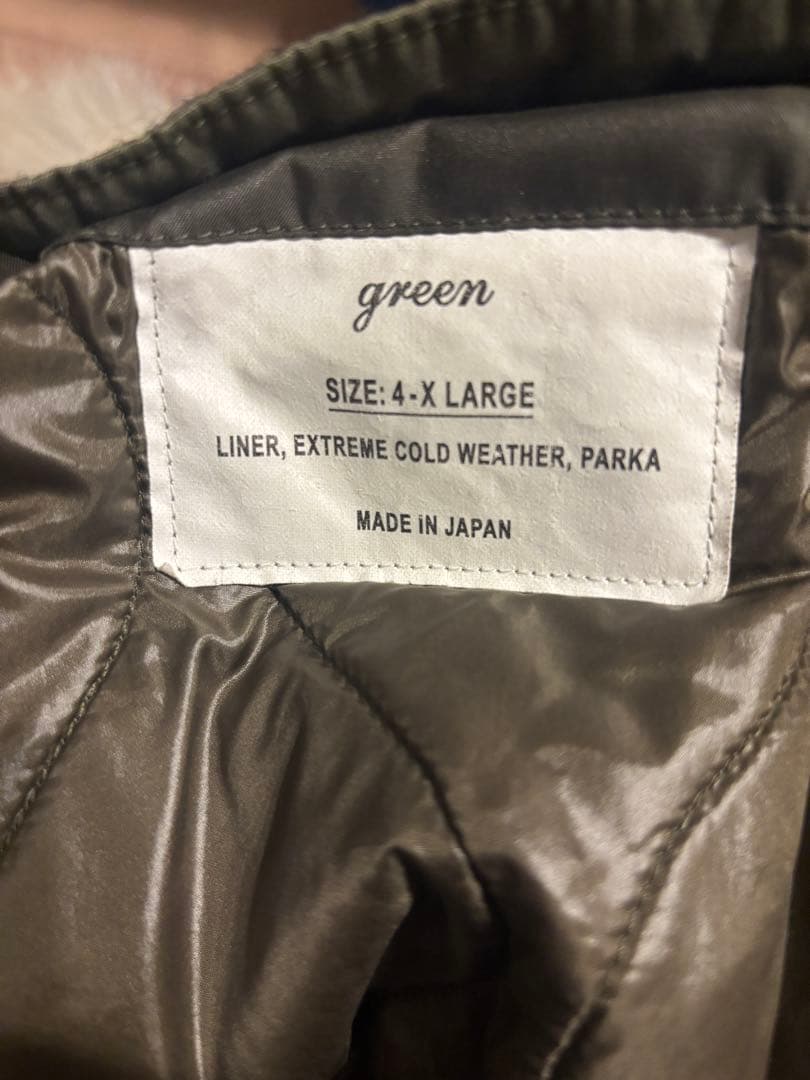 green
SIZE: 4-X LARGE
LINER, EXTREME COLD WEATHER, PARKA
MADE iN JAPAN